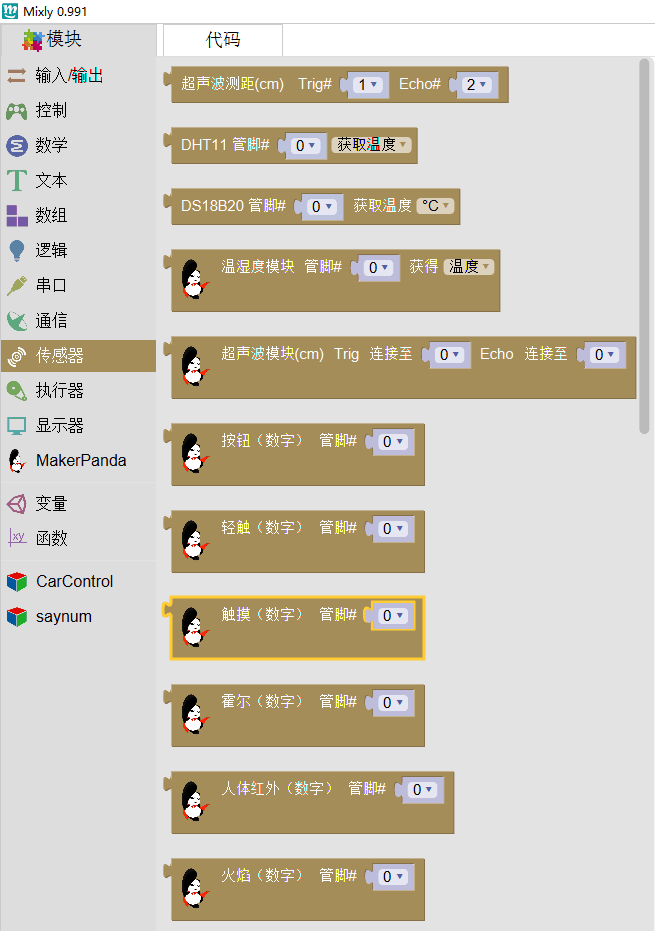 Mixly 0.991
模块
代码
输入/输出
控制
数学
文本
数组
逻辑
串口
通信
传感器
执行器
显示器
MakerPanda
变量
xy 函数
CarControl
saynum
超声波测距(cm) Trig# 1 Echo# 2
DHT11 管脚# 0 获取温度
DS18B20 管脚# 0 获取温度 °C
温湿度模块 管脚# 0 获得 温度
超声波模块(cm) Trig 连接至 0 Echo 连接至 0
按钮（数字） 管脚# 0
轻触（数字） 管脚# 0
触摸（数字） 管脚# 0
霍尔（数字） 管脚# 0
人体红外（数字） 管脚# 0
火焰（数字） 管脚# 0